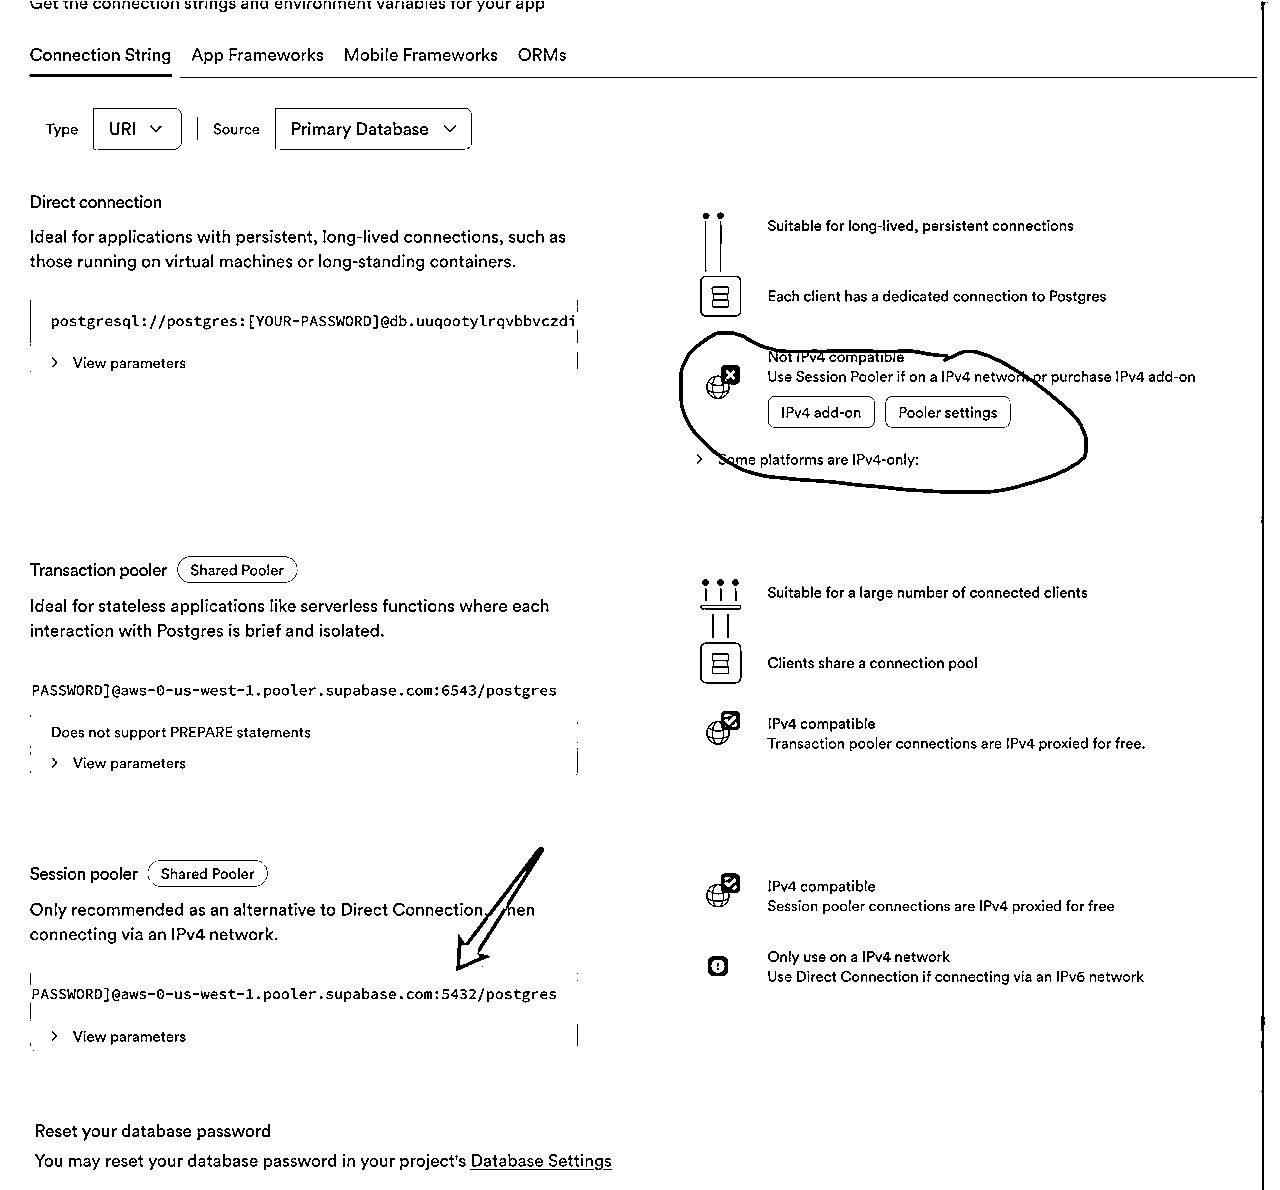 Get the connection strings and environment variables for your app
Connection String App Frameworks Mobile Frameworks ORMs
Type URI Source Primary Database
Direct connection
Ideal for applications with persistent, long-lived connections, such as
those running on virtual machines or long-standing containers.
postgresql://postgres:[YOUR-PASSWORD]@db.uuqootylrqvbbvczdi
View parameters
Suitable for long-lived, persistent connections
Each client has a dedicated connection to Postgres
Not IPv4 compatible
Use Session Pooler if on a IPv4 network or purchase IPv4 add-on
IPv4 add-on Pooler settings
Some platforms are IPv4-only:
Transaction pooler Shared Pooler
Ideal for stateless applications like serverless functions where each
interaction with Postgres is brief and isolated.
PASSWORD]@aws-0-us-west-1.pooler.supabase.com:6543/postgres
Does not support PREPARE statements
View parameters
Suitable for a large number of connected clients
Clients share a connection pool
IPv4 compatible
Transaction pooler connections are IPv4 proxied for free.
Session pooler Shared Pooler
Only recommended as an alternative to Direct Connection, when
connecting via an IPv4 network.
PASSWORD]@aws-0-us-west-1.pooler.supabase.com:5432/postgres
View parameters
IPv4 compatible
Session pooler connections are IPv4 proxied for free
Only use on a IPv4 network
Use Direct Connection if connecting via an IPv6 network
Reset your database password
You may reset your database password in your project's Database Settings